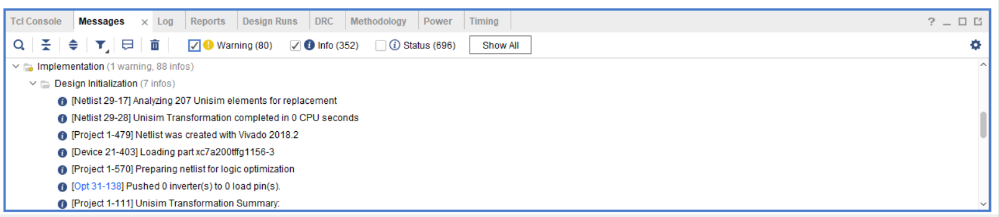 Tcl Console Messages × Log Reports Design Runs DRC Methodology Power Timing ?
Warning (80) Info (352) Status (696) Show All
Implementation (1 warning, 88 infos)
Design Initialization (7 infos)
[Netlist 29-17] Analyzing 207 Unisim elements for replacement
[Netlist 29-28] Unisim Transformation completed in 0 CPU seconds
[Project 1-479] Netlist was created with Vivado 2018.2
[Device 21-403] Loading part xc7a200tffg1156-3
[Project 1-570] Preparing netlist for logic optimization
[Opt 31-138] Pushed 0 inverter(s) to 0 load pin(s).
[Project 1-111] Unisim Transformation Summary: